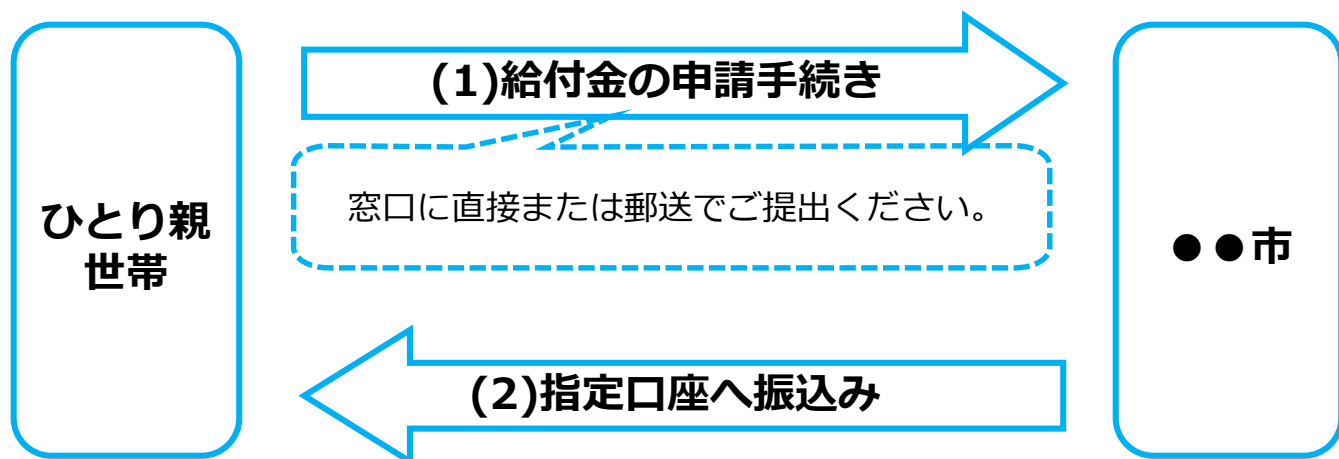 (1)給付金の申請手続き
窓口に直接または郵送でご提出ください。
ひとり親
世帯
●●市
(2)指定口座へ振込み